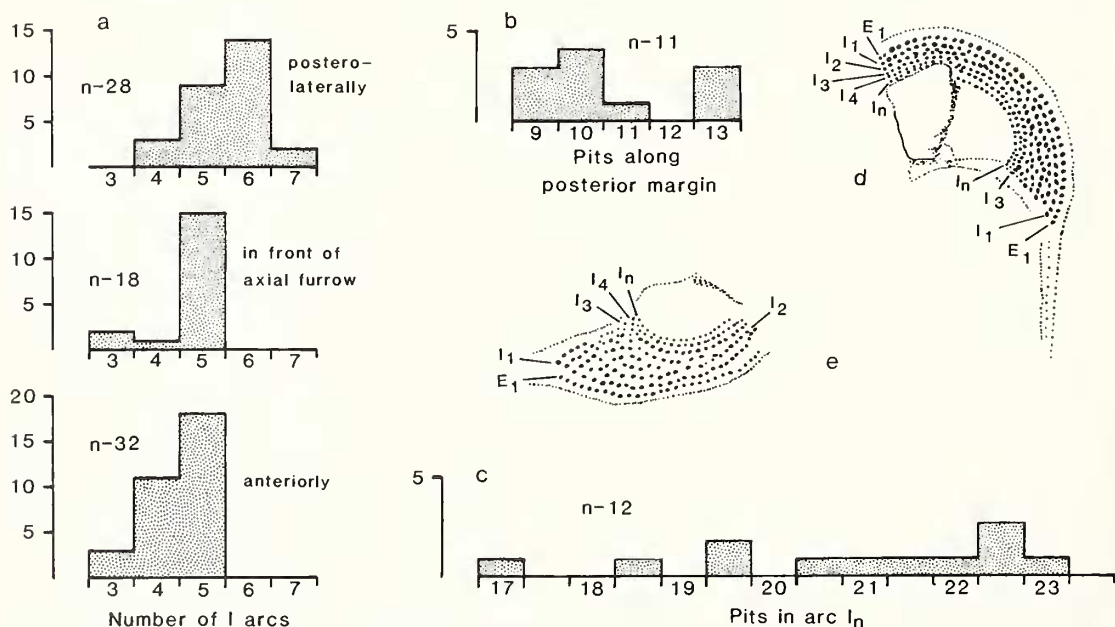 a
15
10
5
n-28
postero-
laterally
3 4 5 6 7
15
10
5
n-18
in front of
axial furrow
3 4 5 6 7
20
15
10
5
n-32
anteriorly
3 4 5 6 7
Number of I arcs
b
5
n-11
9 10 11 12 13
Pits along
posterior margin
c
5
n-12
17 18 19 20 21 22 23
Pits in arc In
d
E1
I1
I2
I3
I4
In
In
I3
I1
E1
e
I4
In
I3
I2
I1
E1